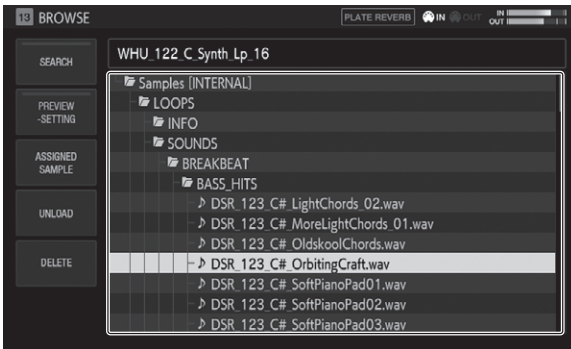 13 BROWSE
PLATE REVERB IN OUT IN
OUT
SEARCH
WHU_122_C_Synth_Lp_16
Samples [INTERNAL]
LOOPS
PREVIEW
-SETTING
INFO
SOUNDS
ASSIGNED
SAMPLE
BREAKBEAT
BASS_HITS
UNLOAD
DSR_123_C#_LightChords_02.wav
DSR_123_C#_MoreLightChords_01.wav
DSR_123_C#_OldskoolChords.wav
DELETE
DSR_123_C#_OrbitingCraft.wav
DSR_123_C#_SoftPianoPad01.wav
DSR_123_C#_SoftPianoPad02.wav
DSR_123_C#_SoftPianoPad03.wav